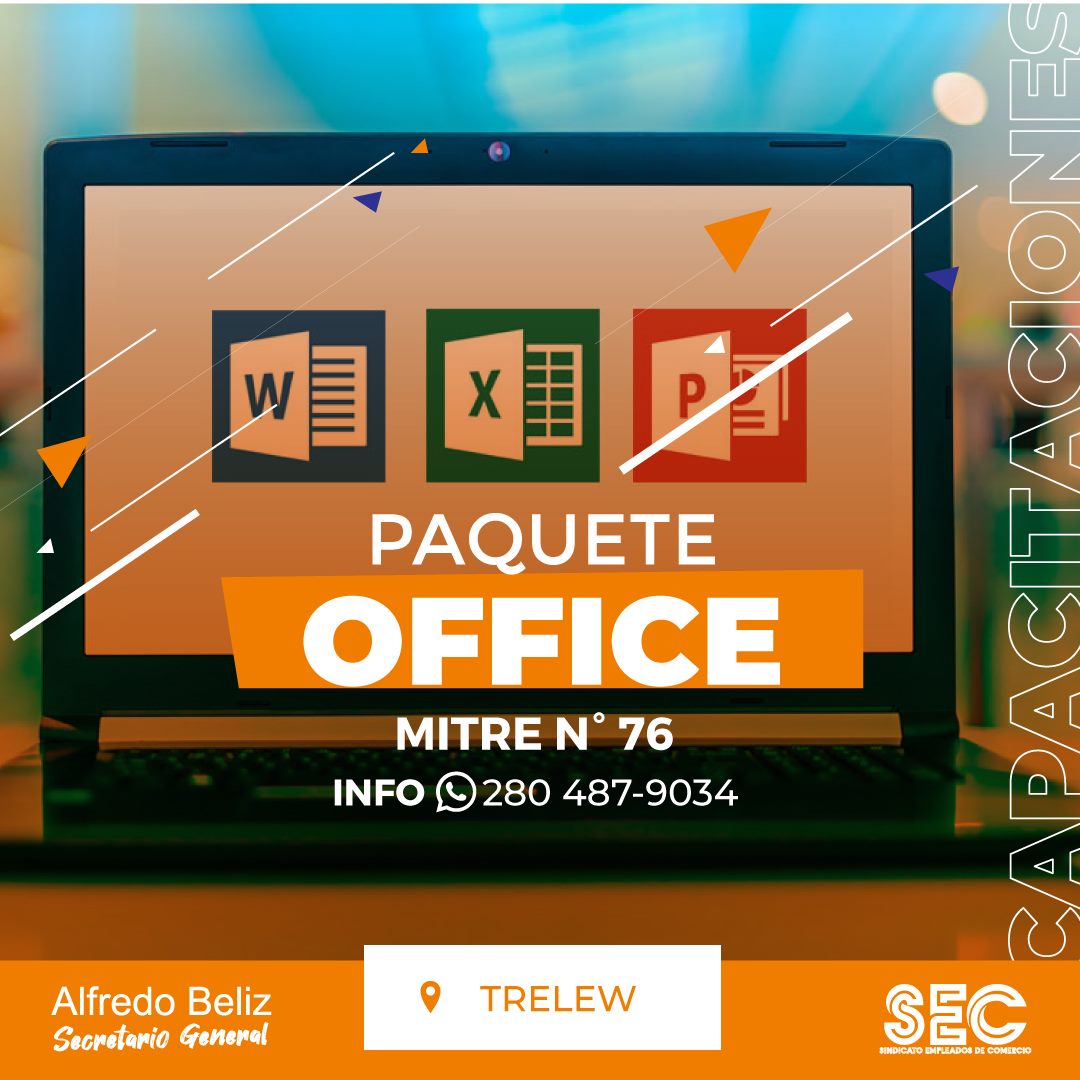 W
X
P
PAQUETE
OFFICE
MITRE N° 76
INFO 280 487-9034
CAPACITACIONES
Alfredo Beliz
Secretario General
TRELEW
SEC
SINDICATO EMPLEADOS DE COMERCIO